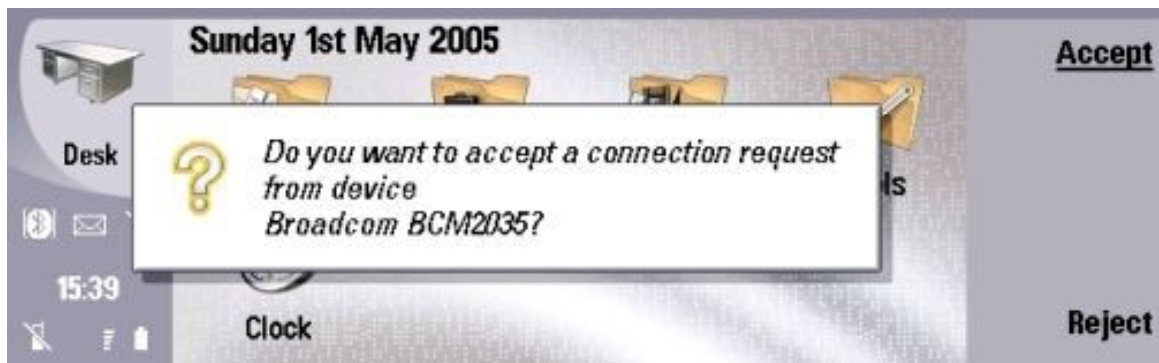 Sunday 1st May 2005
Accept
Desk
Do you want to accept a connection request
from device
Broadcom BCM2035?
ls
15:39
Clock
Reject